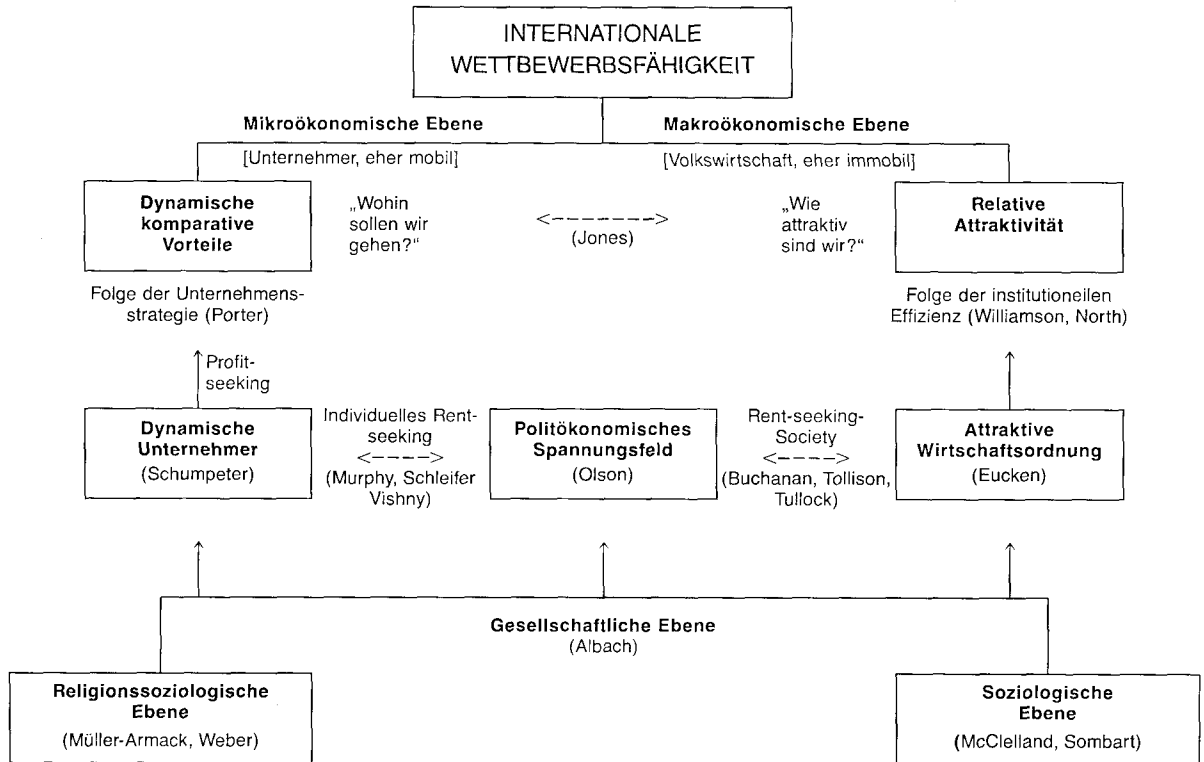 INTERNATIONALE
WETTBEWERBSFÄHIGKEIT
Mikroökonomische Ebene
Makroökonomische Ebene
[Unternehmer, eher mobil]
[Volkswirtschaft, eher immobil]
Dynamische
komparative
Vorteile
„Wohin
sollen wir
gehen?“
(Jones)
„Wie
attraktiv
sind wir?“
Relative
Attraktivität
Folge der Unternehmens-
strategie (Porter)
Folge der institutionellen
Effizienz (Williamson, North)
Profit-
seeking
Dynamische
Unternehmer
(Schumpeter)
Individuelles Rent-
seeking
(Murphy, Schleifer
Vishny)
Politökonomisches
Spannungsfeld
(Olson)
Rent-seeking-
Society
(Buchanan, Tollison,
Tullock)
Attraktive
Wirtschaftsordnung
(Eucken)
Gesellschaftliche Ebene
(Albach)
Religionssoziologische
Ebene
(Müller-Armack, Weber)
Soziologische
Ebene
(McClelland, Sombart)